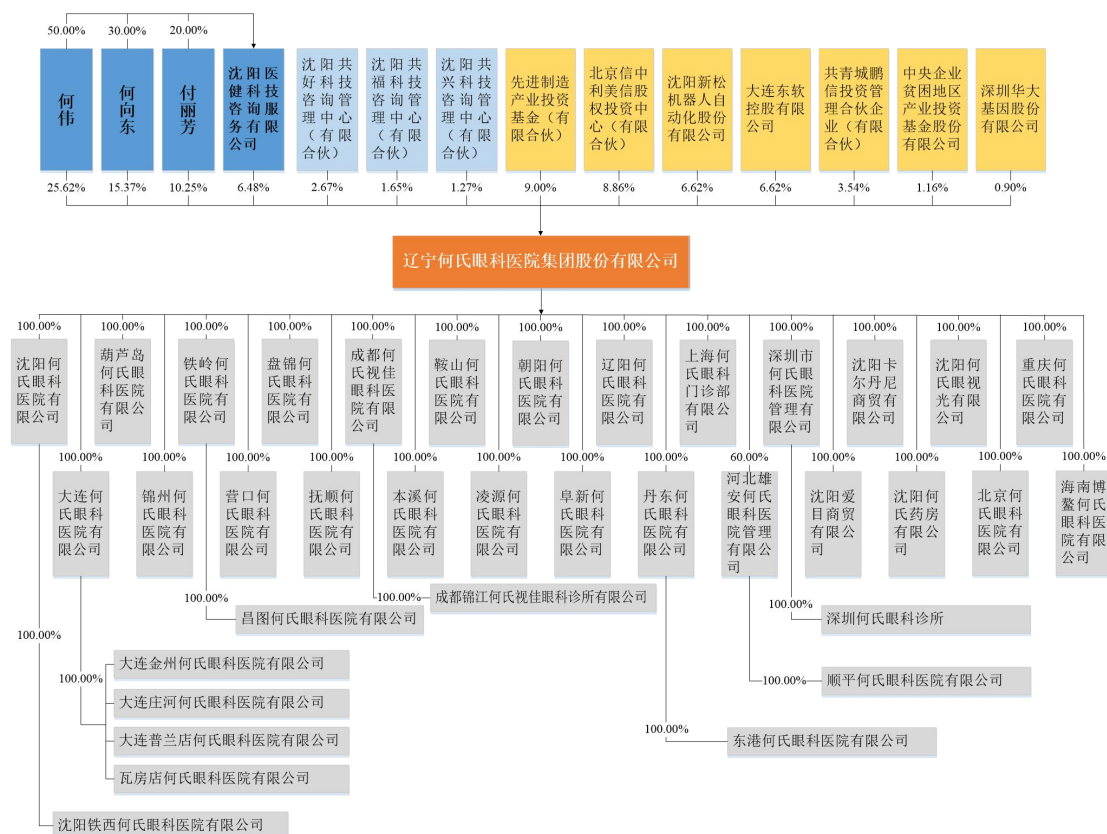 50.00%
30.00%
20.00%
何伟
何向东
付丽芳
沈阳医
健科技
咨询服
务有限
公司
沈阳共
好科技
咨询管
理中心
（有限
合伙）
沈阳共
福科技
咨询管
理中心
（有限
合伙）
沈阳共
兴科技
咨询管
理中心
（有限
合伙）
先进制造
产业投资
基金（有
限合伙）
北京信中
利美信股
权投资中
心（有限
合伙）
沈阳新松
机器人自
动化股份
有限公司
大连东软
控股有限
公司
共青城鹏
信投资管
理合伙企
业（有限
合伙）
中央企业
贫困地区
产业投资
基金股份
有限公司
深圳华大
基因股份
有限公司
25.62%
15.37%
10.25%
6.48%
2.67%
1.65%
1.27%
9.00%
8.86%
6.62%
6.62%
3.54%
1.16%
0.90%
辽宁何氏眼科医院集团股份有限公司
100.00%
100.00%
100.00%
100.00%
100.00%
100.00%
100.00%
100.00%
100.00%
100.00%
100.00%
100.00%
100.00%
沈阳何
氏眼科
医院有
限公司
葫芦岛
何氏眼
科医院
有限公
司
铁岭何
氏眼科
医院有
限公司
盘锦何
氏眼科
医院有
限公司
成都何
氏视佳
眼科医
院有限
公司
鞍山何
氏眼科
医院有
限公司
朝阳何
氏眼科
医院有
限公司
辽阳何
氏眼科
医院有
限公司
上海何
氏眼科
门诊部
有限公
司
深圳市
何氏眼
科医院
管理有
限公司
沈阳卡
尔丹尼
商贸有
限公司
沈阳何
氏眼视
光有限
公司
重庆何
氏眼科
医院有
限公司
100.00%
100.00%
100.00%
100.00%
100.00%
100.00%
100.00%
100.00%
60.00%
100.00%
100.00%
100.00%
100.00%
大连何
氏眼科
医院有
限公司
锦州何
氏眼科
医院有
限公司
营口何
氏眼科
医院有
限公司
抚顺何
氏眼科
医院有
限公司
本溪何
氏眼科
医院有
限公司
凌源何
氏眼科
医院有
限公司
阜新何
氏眼科
医院有
限公司
丹东何
氏眼科
医院有
限公司
河北雄
安何氏
眼科医
院管理
有限公
司
沈阳爱
目商贸
有限公
司
沈阳何
氏药房
有限公
司
北京何
氏眼科
医院有
限公司
海南博
鳌何氏
眼科医
院有限
公司
100.00%
成都锦江何氏视佳眼科诊所有限公司
100.00%
昌图何氏眼科医院有限公司
100.00%
深圳何氏眼科诊所
100.00%
大连金州何氏眼科医院有限公司
100.00%
100.00%
顺平何氏眼科医院有限公司
大连庄河何氏眼科医院有限公司
100.00%
大连普兰店何氏眼科医院有限公司
东港何氏眼科医院有限公司
瓦房店何氏眼科医院有限公司
沈阳铁西何氏眼科医院有限公司